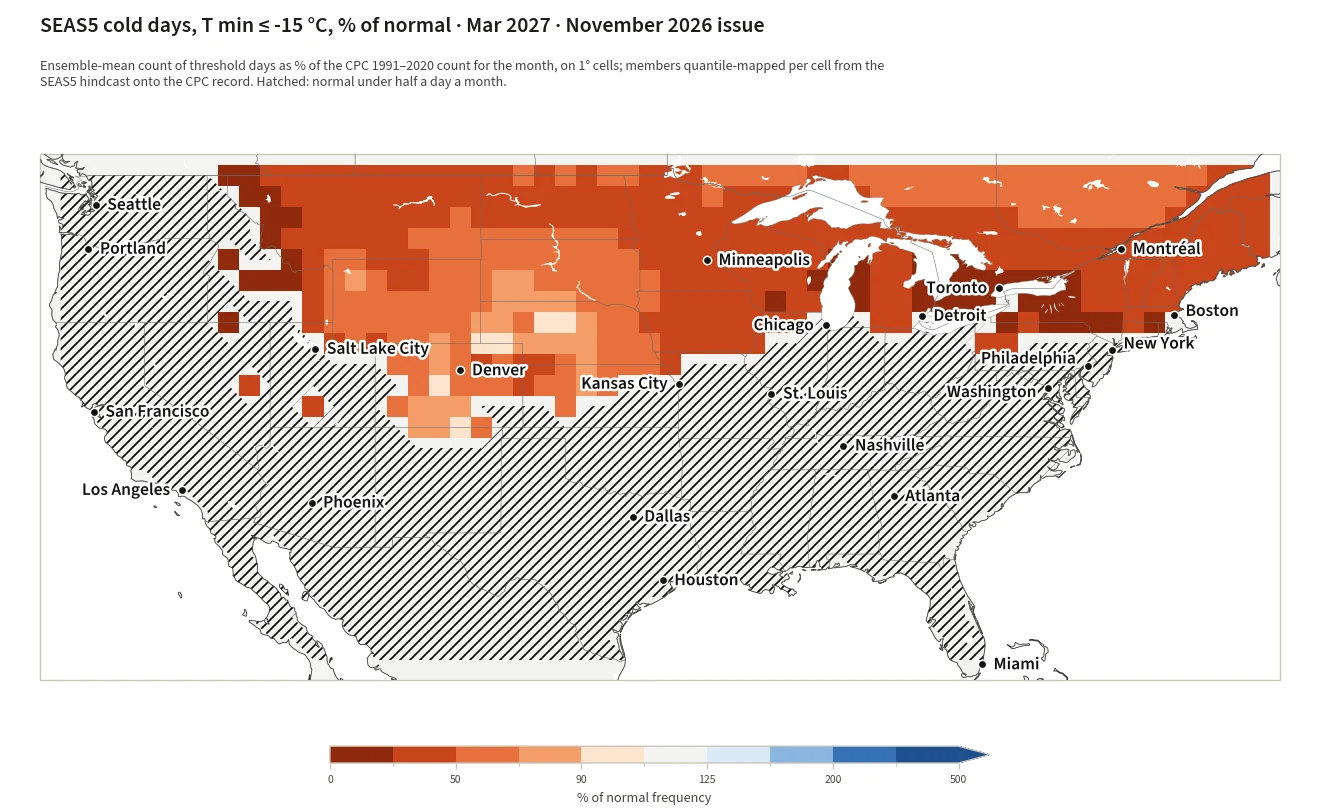 SEAS5 cold days, T min ≤ -15 °C, % of normal · Mar 2027 · November 2026 issue
Ensemble-mean count of threshold days as % of the CPC 1991–2020 count for the month, on 1° cells; members quantile-mapped per cell from the
SEAS5 hindcast onto the CPC record. Hatched: normal under half a day a month.
Seattle
Portland
Montréal
Minneapolis
Toronto
Boston
Detroit
Chicago
New York
Salt Lake City
Philadelphia
Denver
Kansas City
Washington
St. Louis
San Francisco
Nashville
Los Angeles
Phoenix
Atlanta
Dallas
Houston
Miami
0 50 90 125 200 500
% of normal frequency